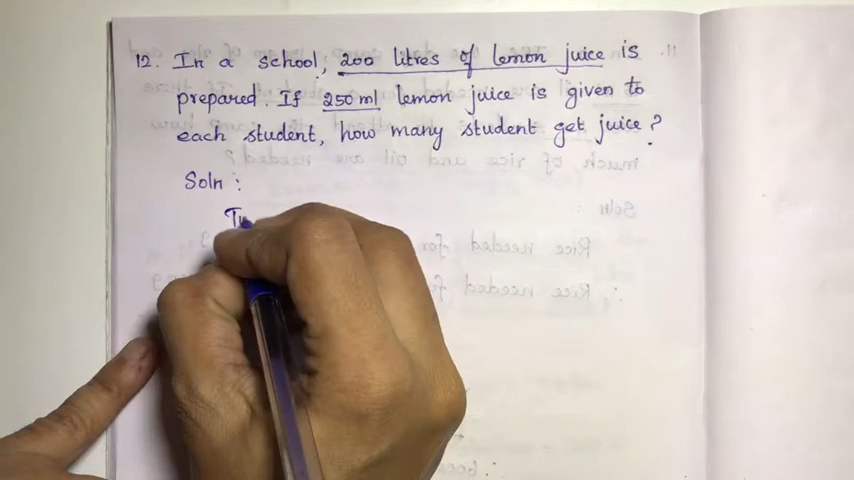 12. In a school, 200 litres of lemon juice is
prepared. If 250 ml lemon juice is given to
each student, how many student get juice?
Soln :